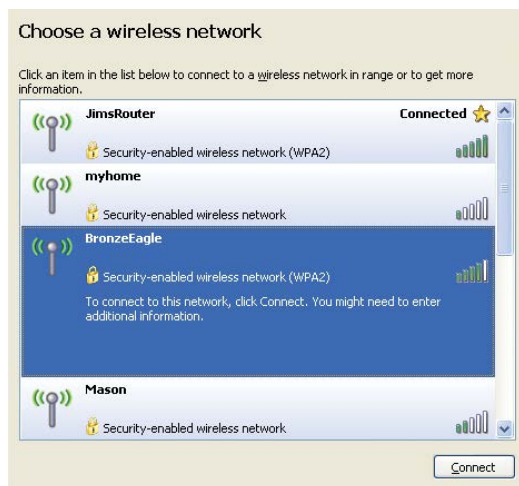 Choose a wireless network
Click an item in the list below to connect to a wireless network in range or to get more
information.
JimsRouter Connected
Security-enabled wireless network (WPA2)
myhome
Security-enabled wireless network
BronzeEagle
Security-enabled wireless network (WPA2)
To connect to this network, click Connect. You might need to enter
additional information.
Mason
Security-enabled wireless network
Connect